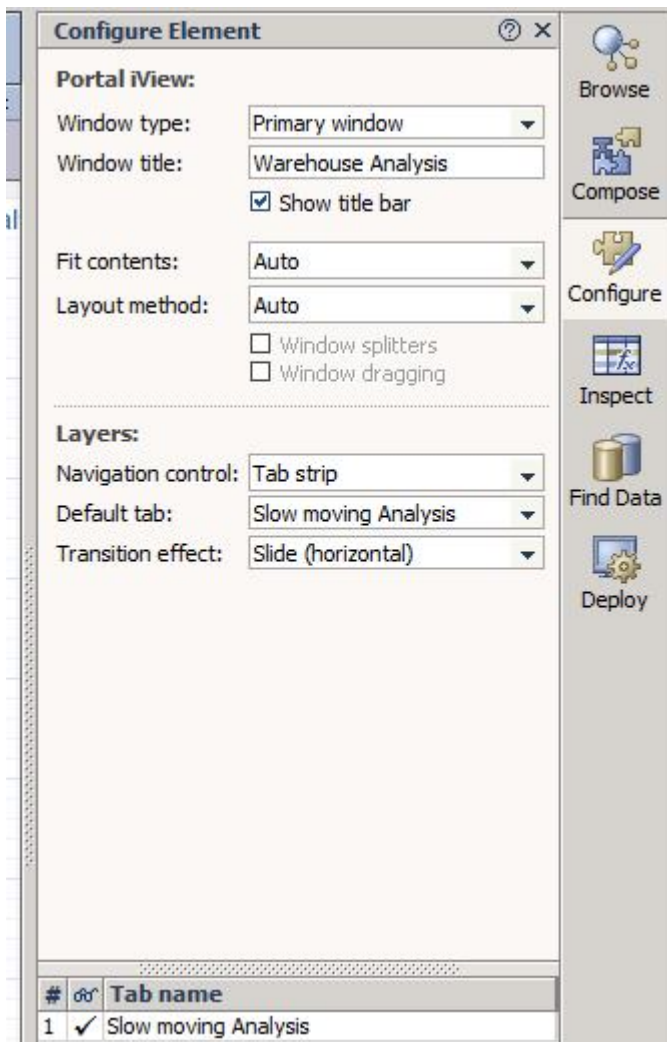 Configure Element
Portal iView:
Window type: Primary window
Window title: Warehouse Analysis
Show title bar
Fit contents: Auto
Layout method: Auto
Window splitters
Window dragging
Layers:
Navigation control: Tab strip
Default tab: Slow moving Analysis
Transition effect: Slide (horizontal)
# Tab name
1 Slow moving Analysis
Browse
Compose
Configure
Inspect
Find Data
Deploy